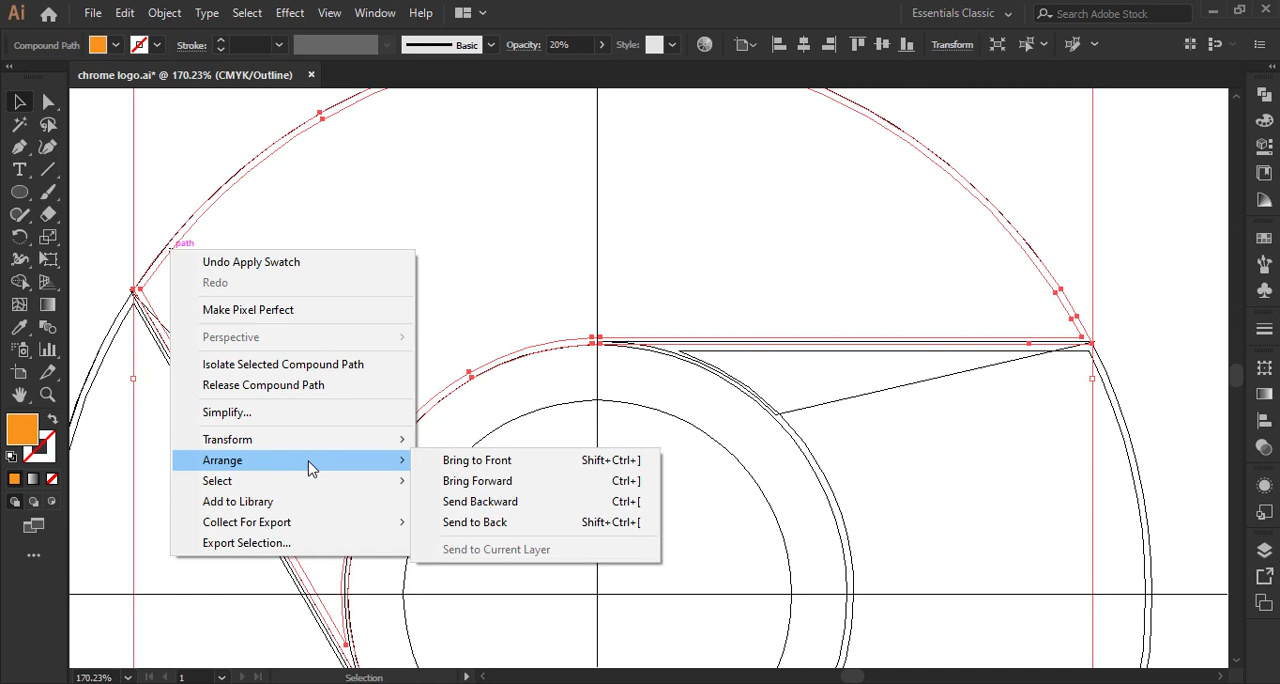 Ai File Edit Object Type Select Effect View Window Help Essentials Classic Search Adobe Stock
Compound Path Stroke: Basic Opacity: 20% Style: Transform
chrome logo.ai* @ 170.23% (CMYK/Outline)
path
Undo Apply Swatch
Redo
Make Pixel Perfect
Perspective
Isolate Selected Compound Path
Release Compound Path
Simplify...
Transform
Arrange
Select
Add to Library
Collect For Export
Export Selection...
Bring to Front Shift+Ctrl+]
Bring Forward Ctrl+]
Send Backward Ctrl+[
Send to Back Shift+Ctrl+[
Send to Current Layer
170.23% 1 Selection